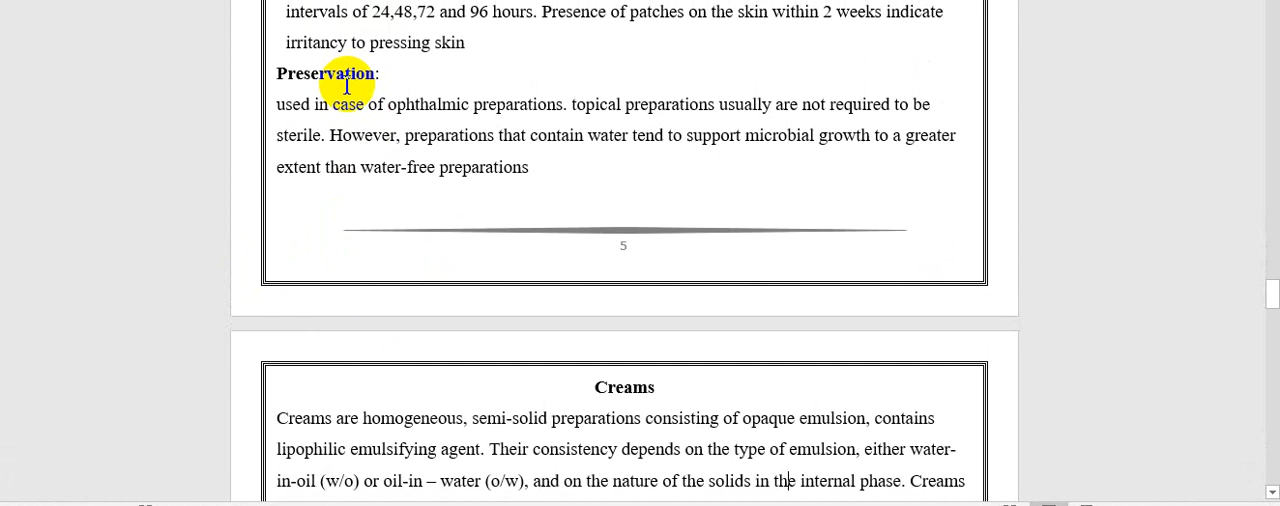 intervals of 24,48,72 and 96 hours. Presence of patches on the skin within 2 weeks indicate
irritancy to pressing skin
Preservation:
used in case of ophthalmic preparations. topical preparations usually are not required to be
sterile. However, preparations that contain water tend to support microbial growth to a greater
extent than water-free preparations
5
Creams
Creams are homogeneous, semi-solid preparations consisting of opaque emulsion, contains
lipophilic emulsifying agent. Their consistency depends on the type of emulsion, either water-
in-oil (w/o) or oil-in – water (o/w), and on the nature of the solids in the internal phase. Creams